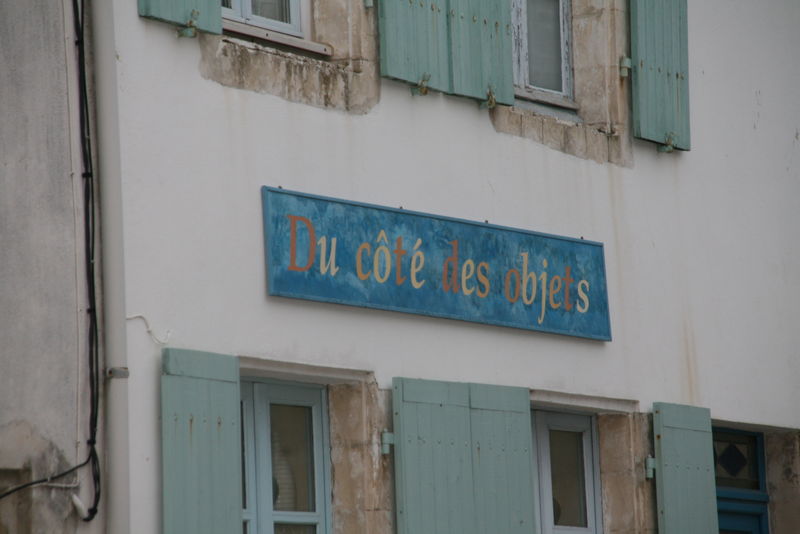 Du côté des objets